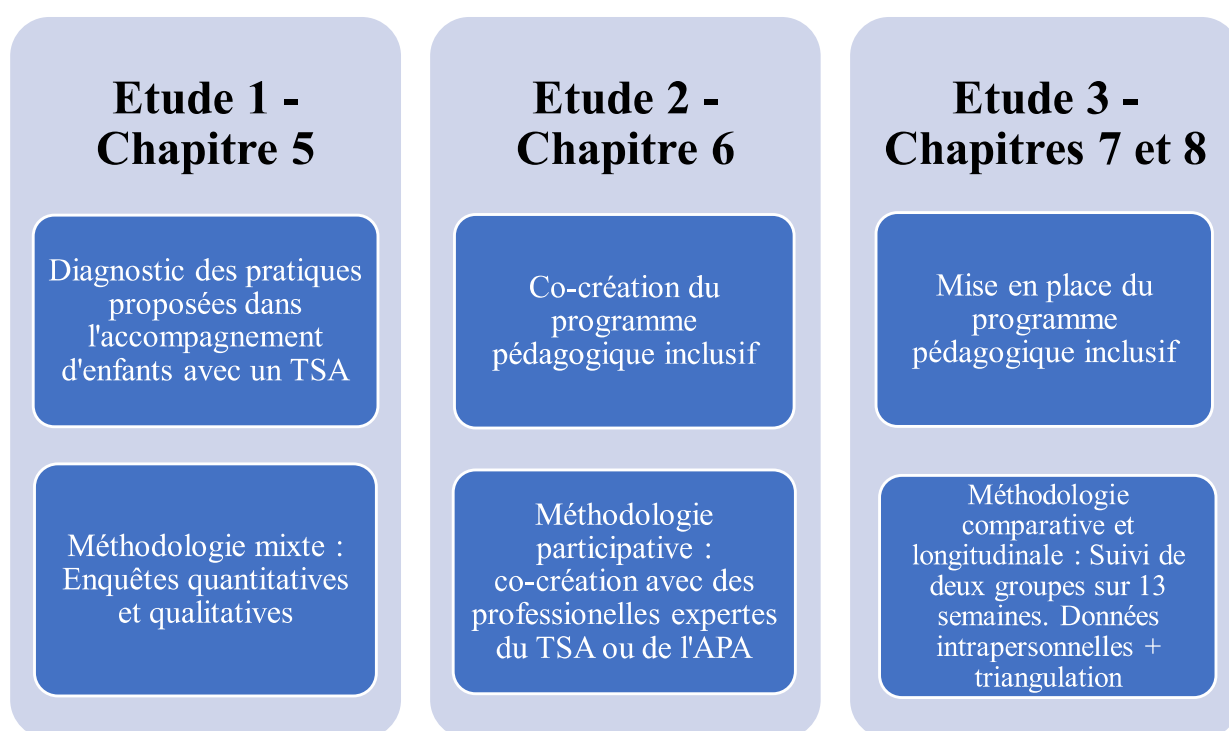 Etude 1 -
Chapitre 5
Diagnostic des pratiques
proposées dans
l'accompagnement
d'enfants avec un TSA
Méthodologie mixte :
Enquêtes quantitatives
et qualitatives
Etude 2 -
Chapitre 6
Co-création du
programme
pédagogique inclusif
Méthodologie
participative :
co-création avec des
professionelles expertes
du TSA ou de l'APA
Etude 3 -
Chapitres 7 et 8
Mise en place du
programme
pédagogique inclusif
Méthodologie
comparative et
longitudinale : Suivi de
deux groupes sur 13
semaines. Données
intrapersonnelles +
triangulation